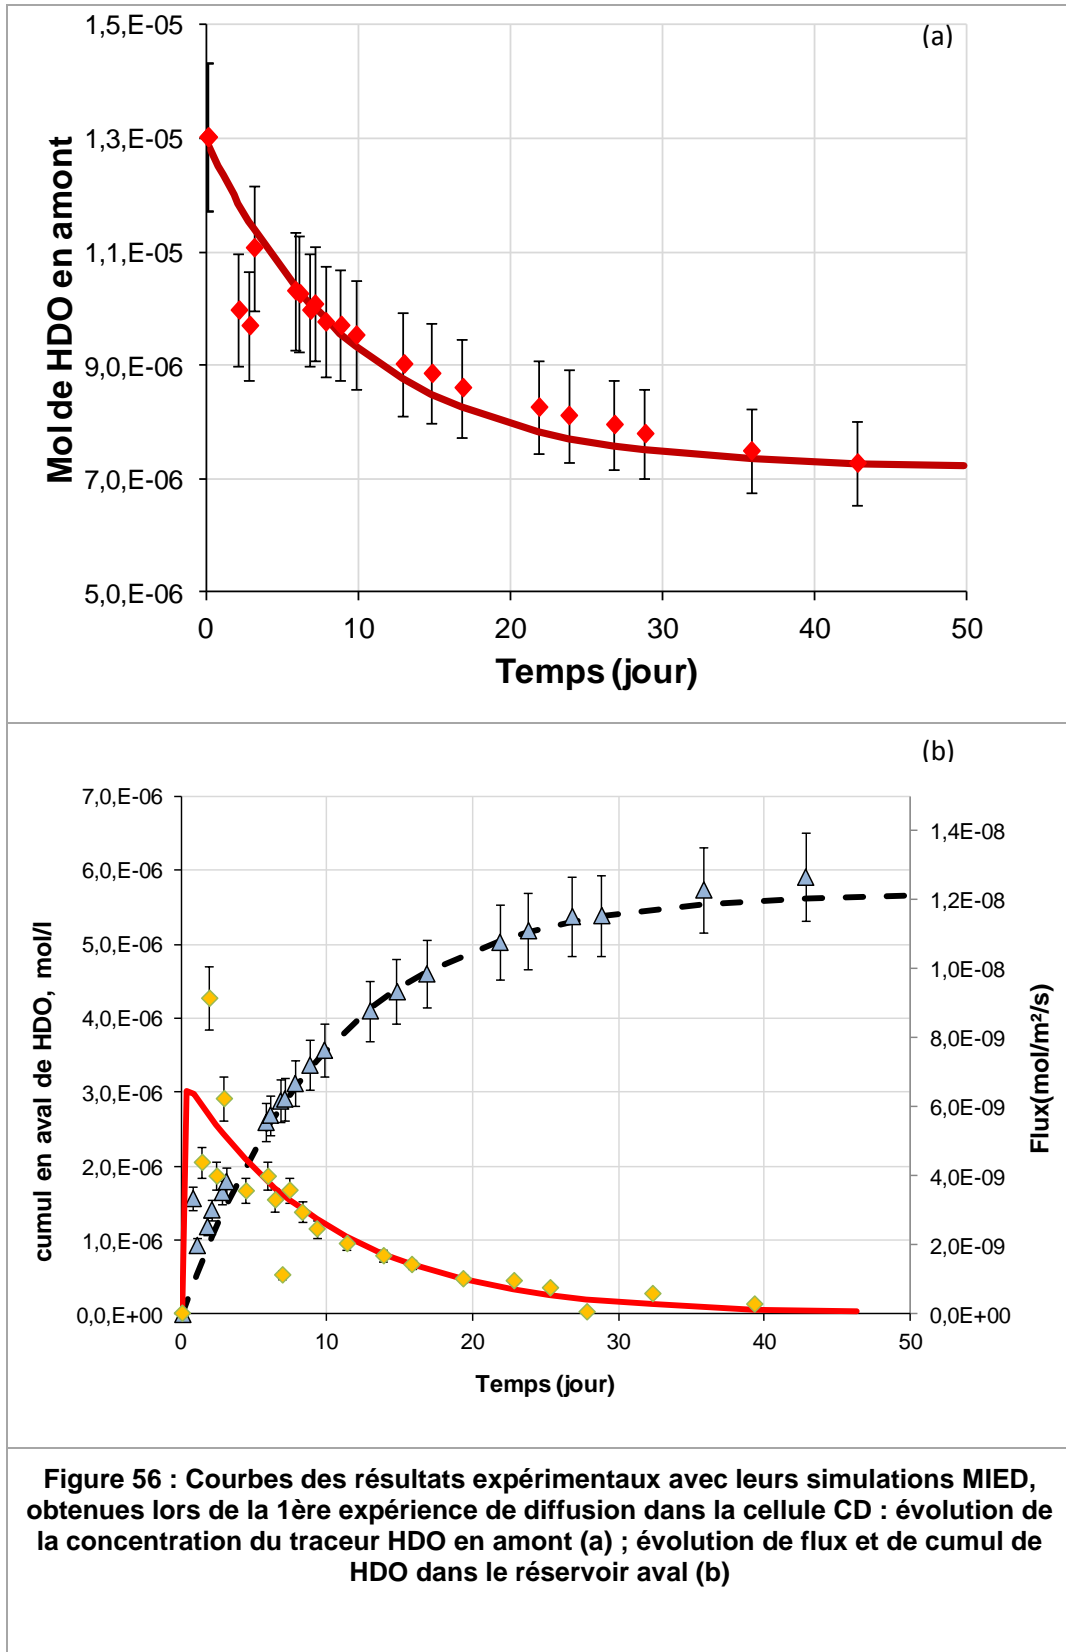 (a)
Mol de HDO en amont
1,5,E-05
1,3,E-05
1,1,E-05
9,0,E-06
7,0,E-06
5,0,E-06
0 10 20 30 40 50
Temps (jour)
(b)
cumul en aval de HDO, mol/l
7,0,E-06
6,0,E-06
5,0,E-06
4,0,E-06
3,0,E-06
2,0,E-06
1,0,E-06
0,0,E+00
1,4E-08
1,2E-08
1,0E-08
8,0E-09
6,0E-09
4,0E-09
2,0E-09
0,0E+00
Flux(mol/m²/s)
0 10 20 30 40 50
Temps (jour)
Figure 56 : Courbes des résultats expérimentaux avec leurs simulations MIED,
obtenues lors de la 1ère expérience de diffusion dans la cellule CD : évolution de
la concentration du traceur HDO en amont (a) ; évolution de flux et de cumul de
HDO dans le réservoir aval (b)